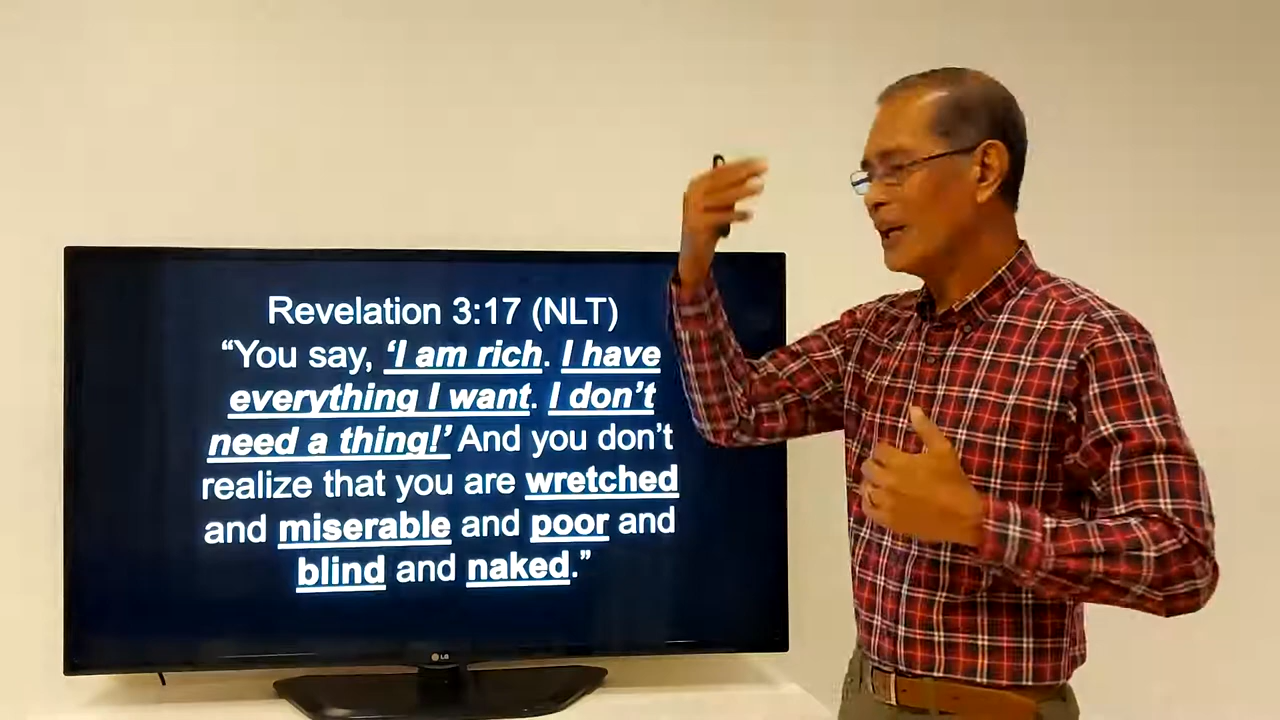 Revelation 3:17 (NLT)
“You say, ‘I am rich. I have
everything I want. I don’t
need a thing!’ And you don’t
realize that you are wretched
and miserable and poor and
blind and naked.”
LG